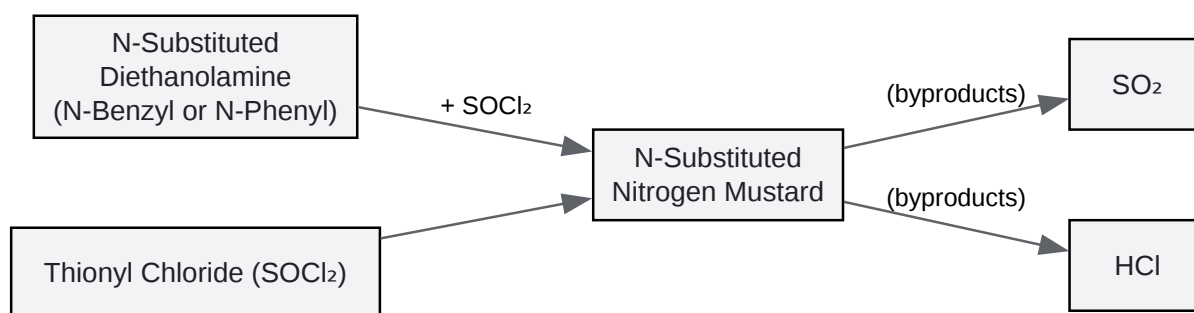 N-Substituted
Diethanolamine
(N-Benzyl or N-Phenyl)
+ SOCl₂
Thionyl Chloride (SOCl₂)
N-Substituted
Nitrogen Mustard
(byproducts)
SO₂
(byproducts)
HCl